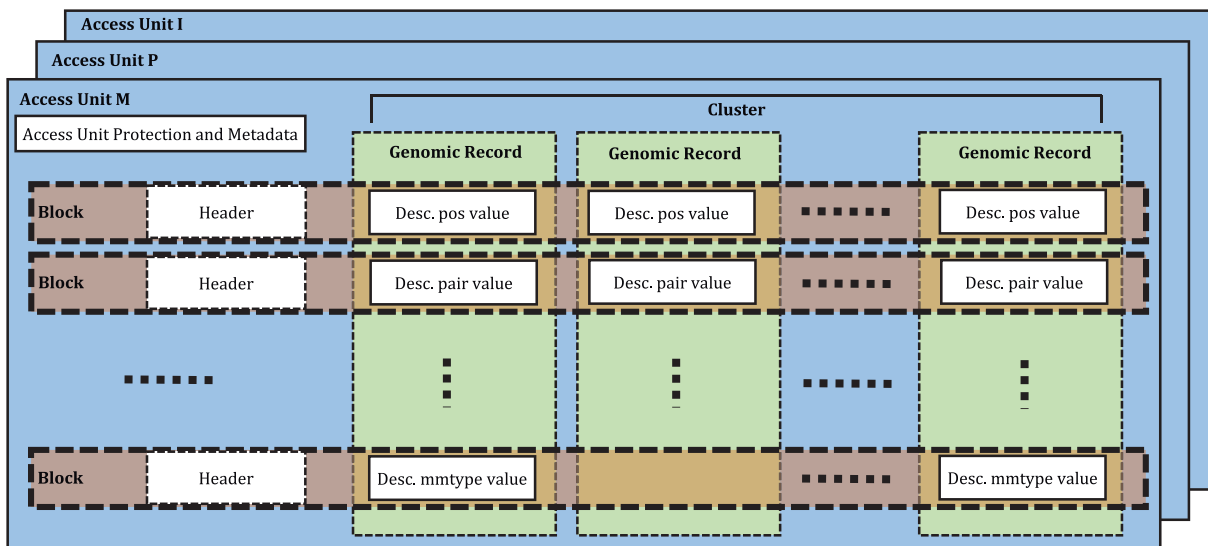 Access Unit I
Access Unit P
Access Unit M
Cluster
Access Unit Protection and Metadata
Genomic Record Genomic Record Genomic Record
Block Header Desc. pos value Desc. pos value Desc. pos value
Block Header Desc. pair value Desc. pair value Desc. pair value
Block Header Desc. mmtype value Desc. mmtype value